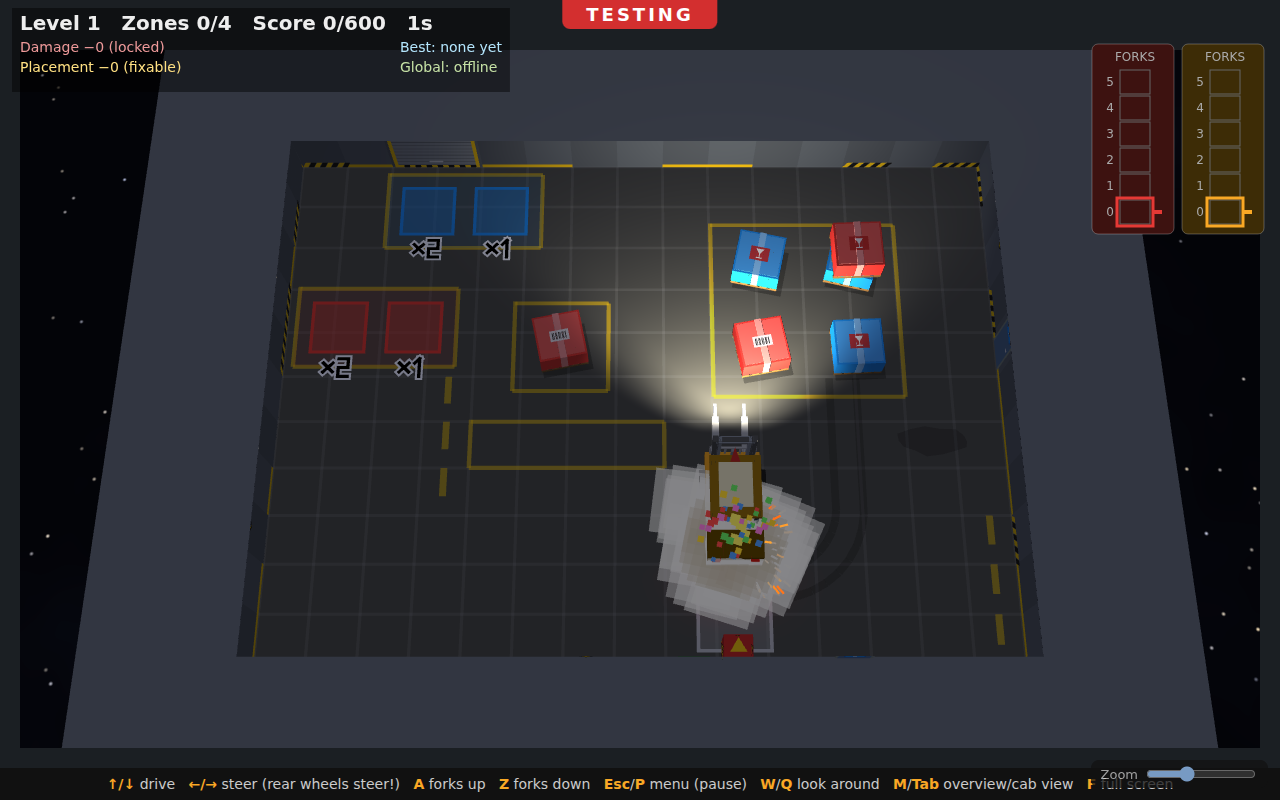 TESTING
Level 1 Zones 0/4 Score 0/600 1s
Damage −0 (locked) Best: none yet
Placement −0 (fixable) Global: offline
FORKS FORKS
5 5
4 4
3 3
2 2
1 1
0 0
×2 ×1
×2 ×1
Zoom
↑/↓ drive ←/→ steer (rear wheels steer!) A forks up Z forks down Esc/P menu (pause) W/Q look around M/Tab overview/cab view F full screen